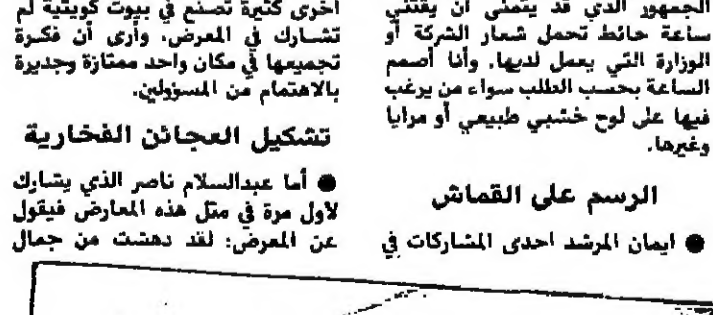 الجمهور الذي قد يتمنى ان يقتني
ساعة حائط تحمل شعار الشركة أو
الوزارة التي يعمل لديها. وأنا أصمم
الساعة بحسب الطلب سواء من يرغب
فيها على لوح خشبي طبيعي أو مرايا
وغيرها.
الرسم على القماش
● ايمان المرشد احدى المشاركات في
اخرى كثيرة تصنع في بيوت كويتية لم
تشارك في المعرض، وأرى أن فكرة
تجميعها في مكان واحد ممتازة وجديرة
بالاهتمام من المسؤولين.
تشكيل العجائن الفخارية
● أما عبدالسلام ناصر الذي يشارك
لأول مرة في مثل هذه المعارض فيقول
عن المعرض: لقد دهشت من جمال